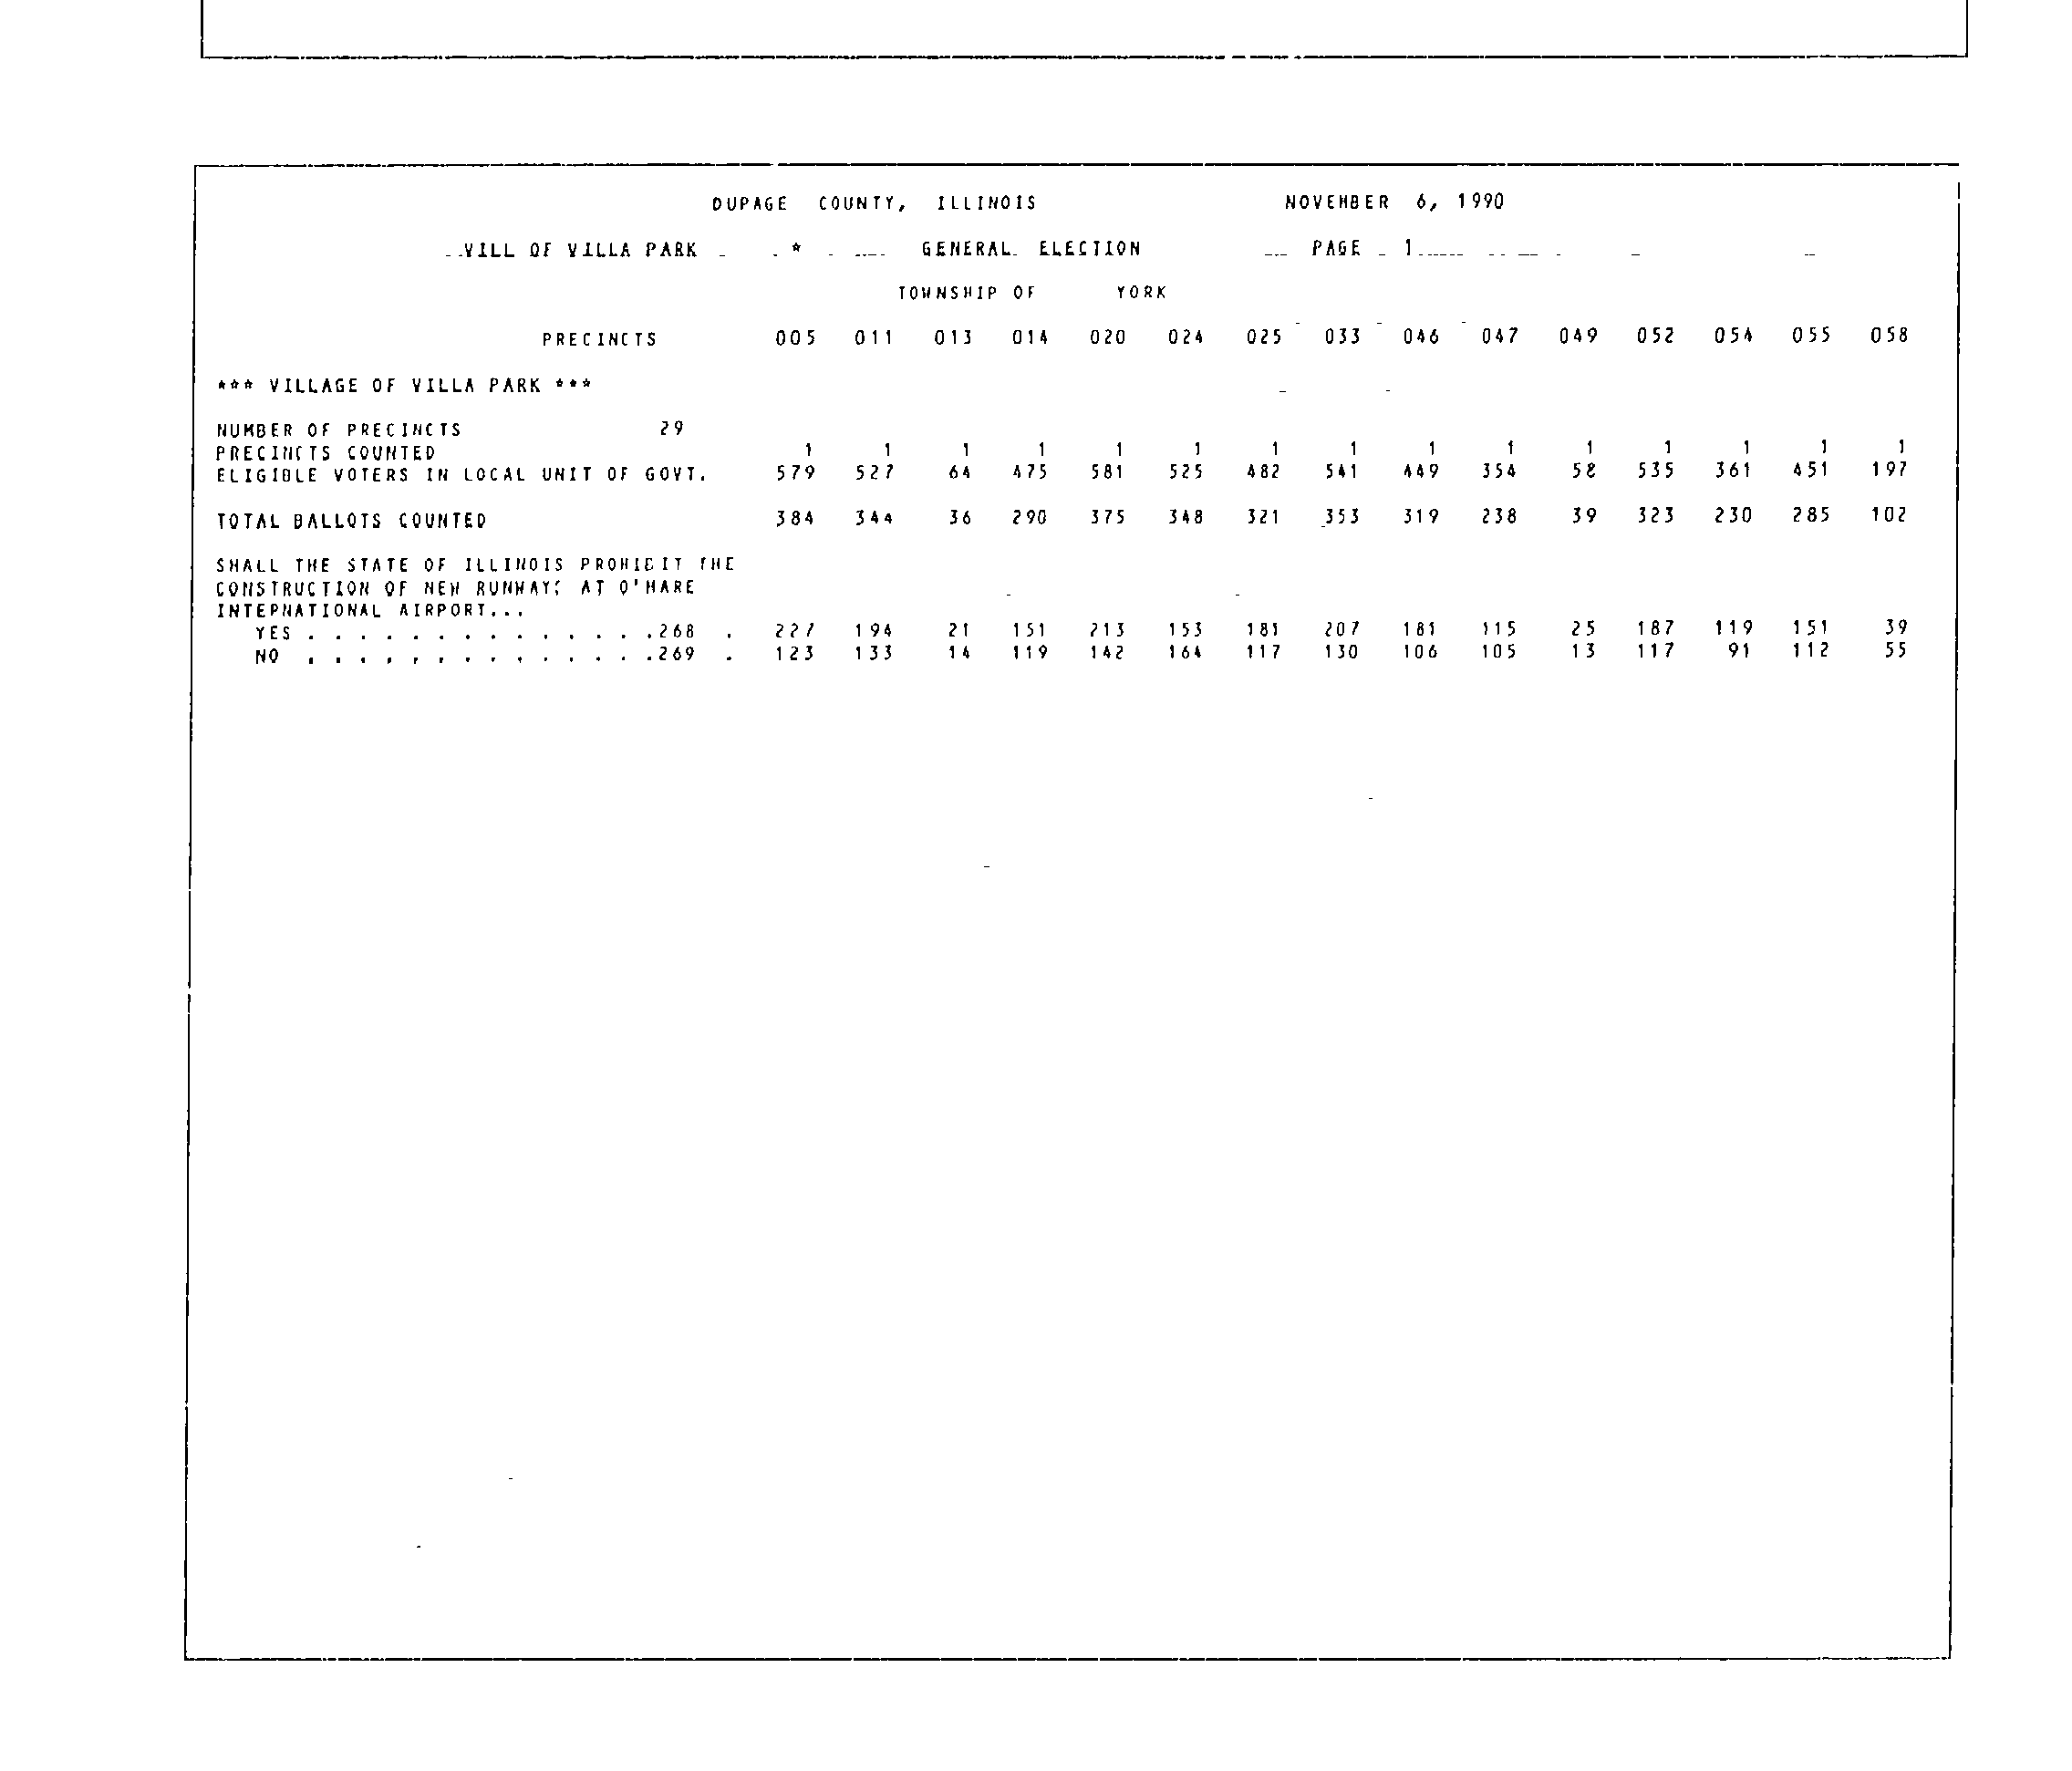 DUPAGE COUNTY, ILLINOIS NOVEMBER 6, 1990
VILL OF VILLA PARK * GENERAL ELECTION PAGE 1
TOWNSHIP OF YORK
PRECINCTS 005 011 013 014 020 024 025 033 046 047 049 052 054 055 058
*** VILLAGE OF VILLA PARK ***
NUMBER OF PRECINCTS 29
PRECINCTS COUNTED 1 1 1 1 1 1 1 1 1 1 1 1 1 1 1
ELIGIBLE VOTERS IN LOCAL UNIT OF GOVT. 579 527 64 475 581 525 482 541 449 354 58 535 361 451 197
TOTAL BALLOTS COUNTED 384 344 36 290 375 348 321 353 319 238 39 323 230 285 102
SHALL THE STATE OF ILLINOIS PROHIBIT THE
CONSTRUCTION OF NEW RUNWAYS AT O'HARE
INTERNATIONAL AIRPORT...
YES . . . . . . . . . . . . . .268 . 227 194 21 151 213 153 181 207 181 115 25 187 119 151 39
NO . . . . . . . . . . . . . .269 . 123 133 14 119 142 164 117 130 106 105 13 117 91 112 55